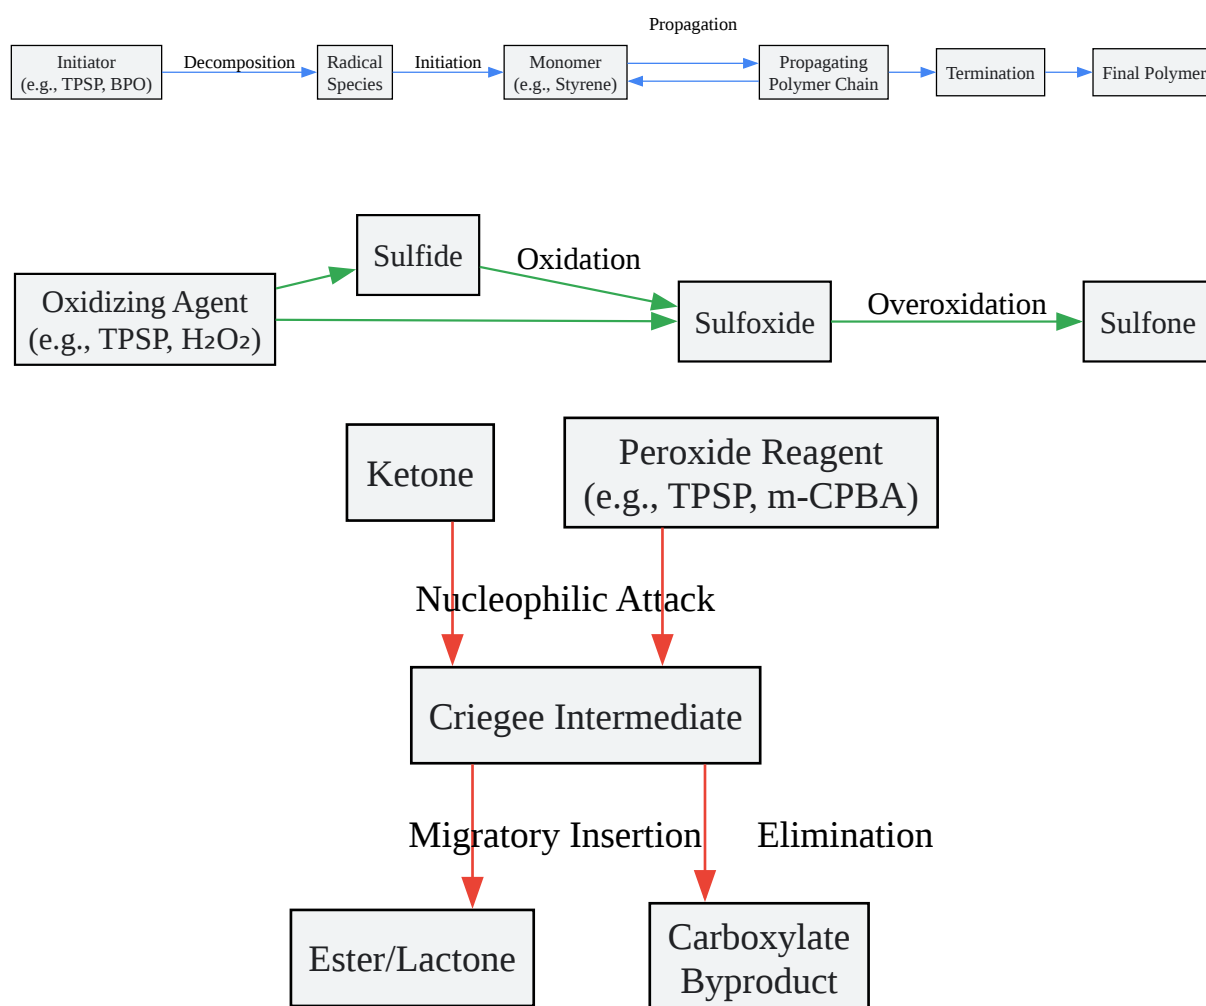 Propagation
Initiator
(e.g., TPSP, BPO)
Decomposition
Radical
Species
Initiation
Monomer
(e.g., Styrene)
Propagating
Polymer Chain
Termination
Final Polymer
Sulfide
Oxidation
Oxidizing Agent
(e.g., TPSP, H₂O₂)
Sulfoxide
Overoxidation
Sulfone
Ketone
Peroxide Reagent
(e.g., TPSP, m-CPBA)
Nucleophilic Attack
Criegee Intermediate
Migratory Insertion
Elimination
Ester/Lactone
Carboxylate
Byproduct